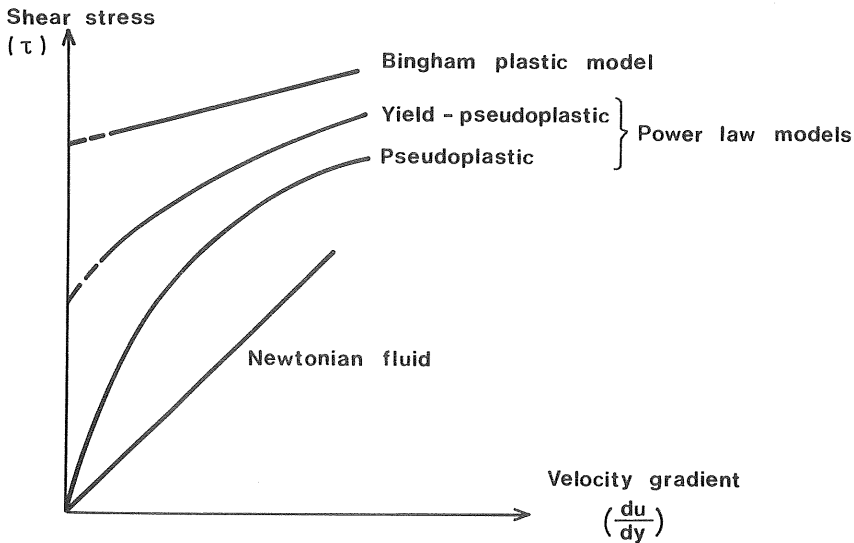 Shear stress
(τ)
Bingham plastic model
Yield - pseudoplastic
Power law models
Pseudoplastic
Newtonian fluid
Velocity gradient
(du/dy)